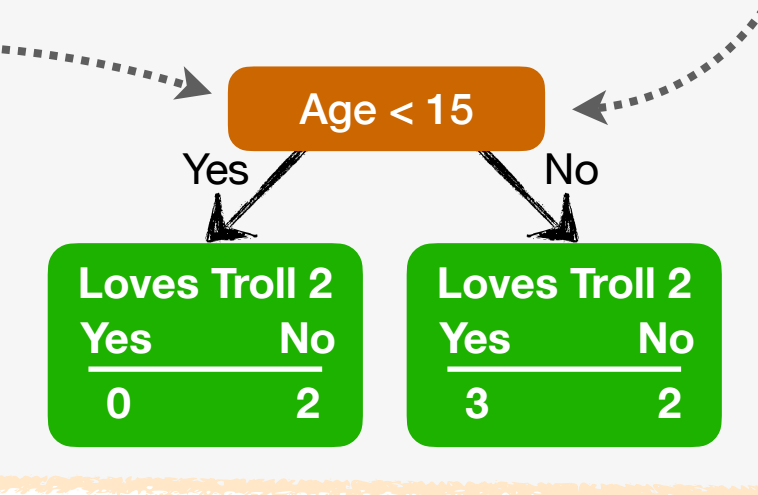 Age < 15
Yes No
Loves Troll 2 Loves Troll 2
Yes No Yes No
0 2 3 2